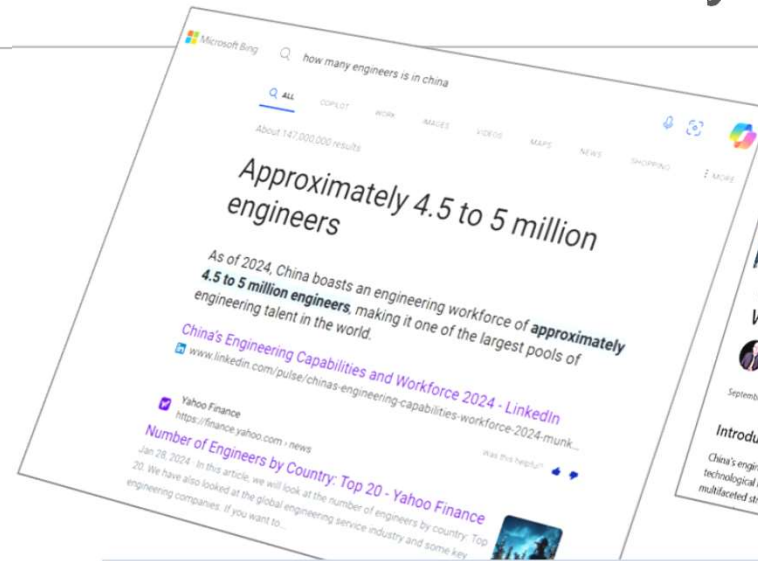 Microsoft Bing
how many engineers is in china
ALL COPILOT WORK IMAGES VIDEOS MAPS NEWS SHOPPING MORE
About 147,000,000 results
Approximately 4.5 to 5 million
engineers
As of 2024, China boasts an engineering workforce of approximately
4.5 to 5 million engineers, making it one of the largest pools of
engineering talent in the world.
China's Engineering Capabilities and Workforce 2024 - LinkedIn
www.linkedin.com/pulse/chinas-engineering-capabilities-workforce-2024-munk...
Was this helpful?
Yahoo Finance
https://finance.yahoo.com › news
Number of Engineers by Country: Top 20 - Yahoo Finance
Jan 28, 2024 · In this article, we will look at the number of engineers by country: Top
20. We have also looked at the global engineering service industry and some key
engineering companies. If you want to...
Septemb
Introdu
China's engin
technological
multifaceted str